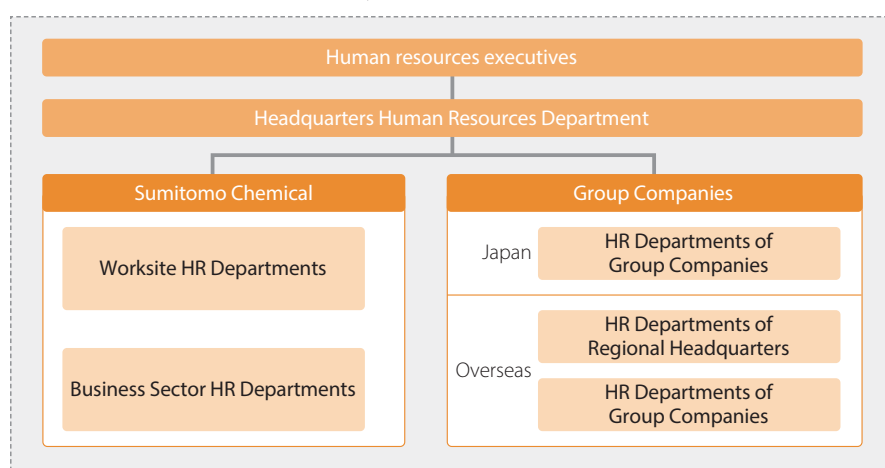 Human resources executives
Headquarters Human Resources Department
Sumitomo Chemical
Worksite HR Departments
Business Sector HR Departments
Group Companies
Japan
HR Departments of
Group Companies
Overseas
HR Departments of
Regional Headquarters
HR Departments of
Group Companies